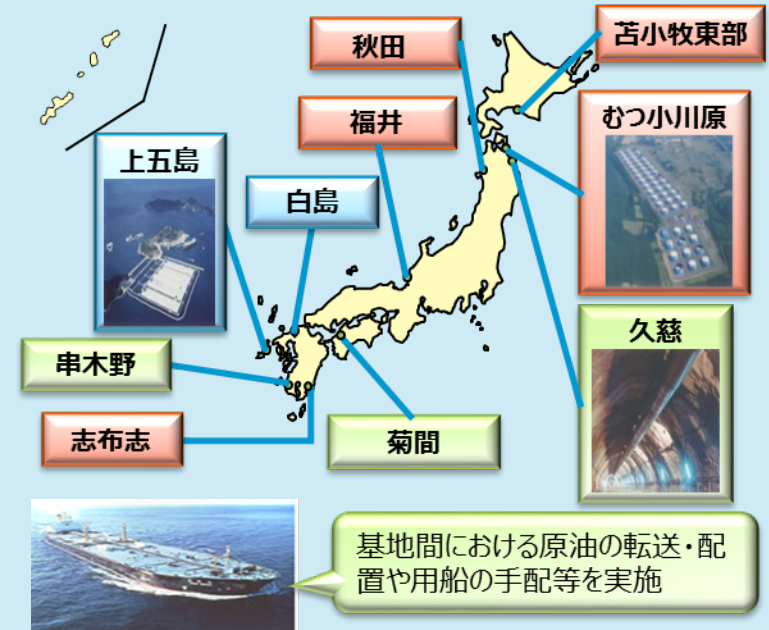 苫小牧東部
秋田
むつ小川原
福井
上五島
白島
久慈
串木野
志布志
菊間
基地間における原油の転送・配
置や用船の手配等を実施